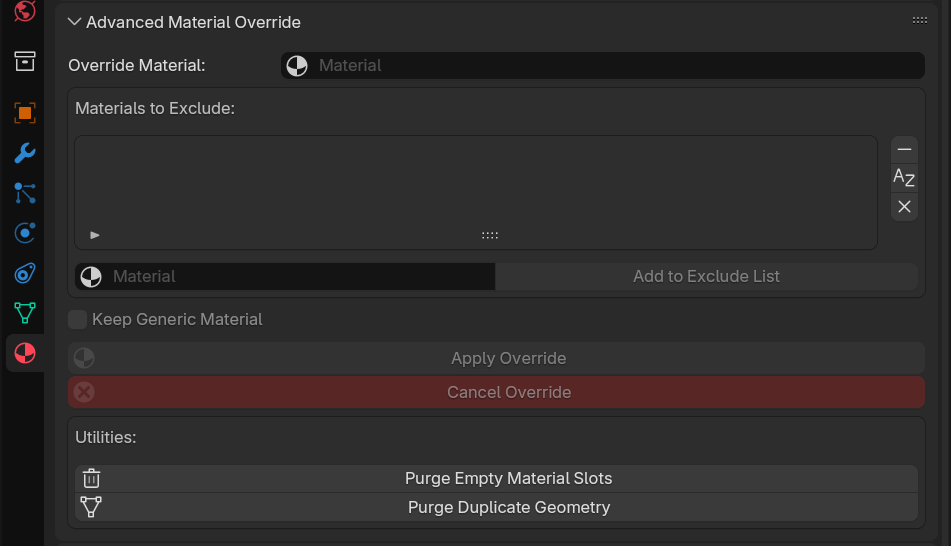 Advanced Material Override
Override Material: Material
Materials to Exclude:
AZ
Material Add to Exclude List
Keep Generic Material
Apply Override
Cancel Override
Utilities:
Purge Empty Material Slots
Purge Duplicate Geometry